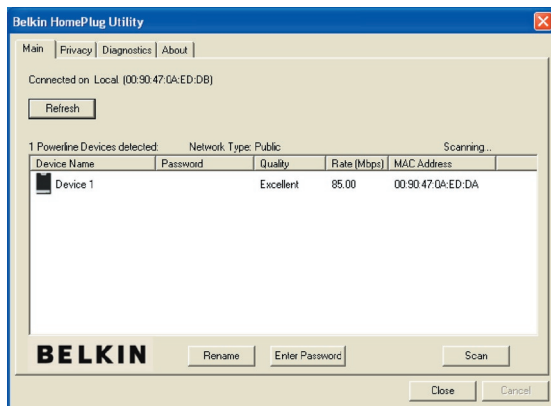 Belkin HomePlug Utility
Main Privacy Diagnostics About
Connected on Local (00:90:47:0A:ED:DB)
Refresh
1 Powerline Devices detected: Network Type: Public Scanning...
Device Name Password Quality Rate (Mbps) MAC Address
Device 1 Excellent 85.00 00:90:47:0A:ED:DA
BELKIN Rename Enter Password Scan
Close Cancel